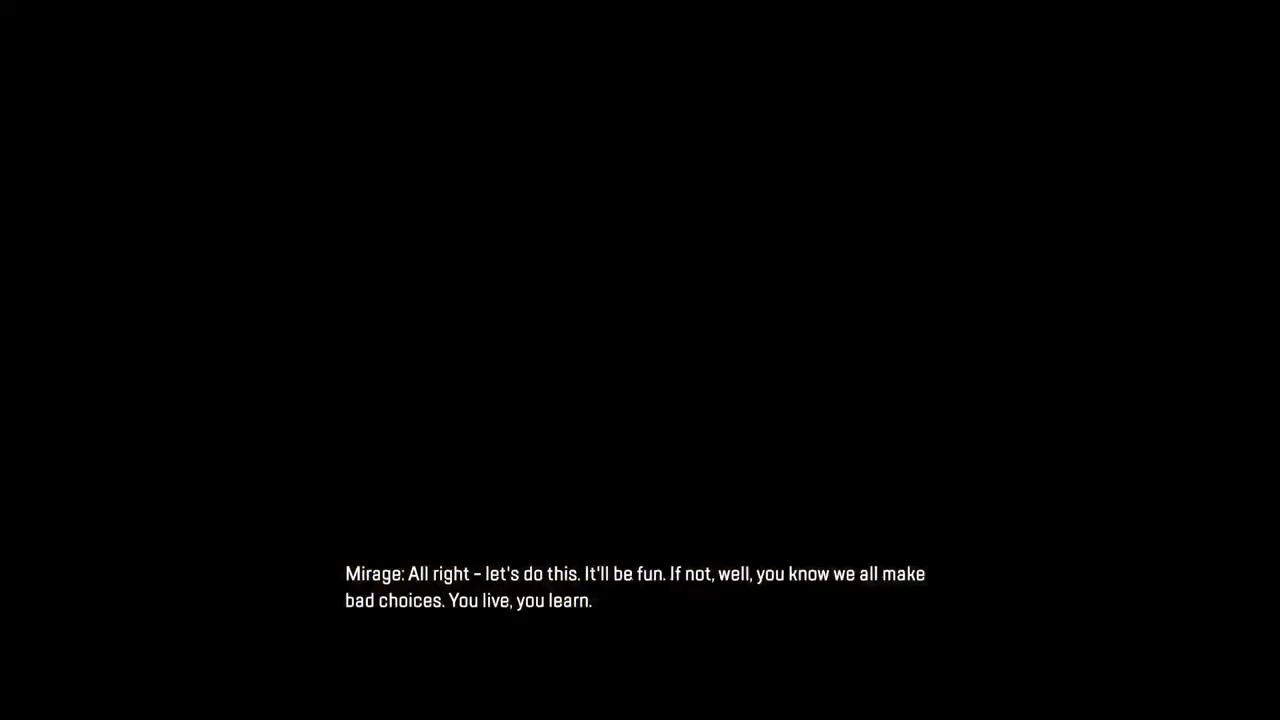 Mirage: All right - let's do this. It'll be fun. If not, well, you know we all make
bad choices. You live, you learn.